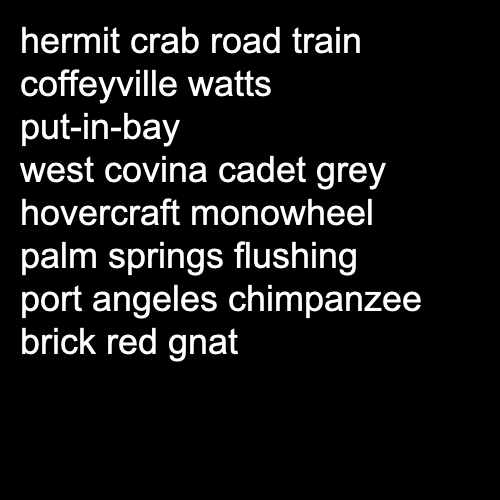 hermit crab road train
coffeyville watts
put-in-bay
west covina cadet grey
hovercraft monowheel
palm springs flushing
port angeles chimpanzee
brick red gnat